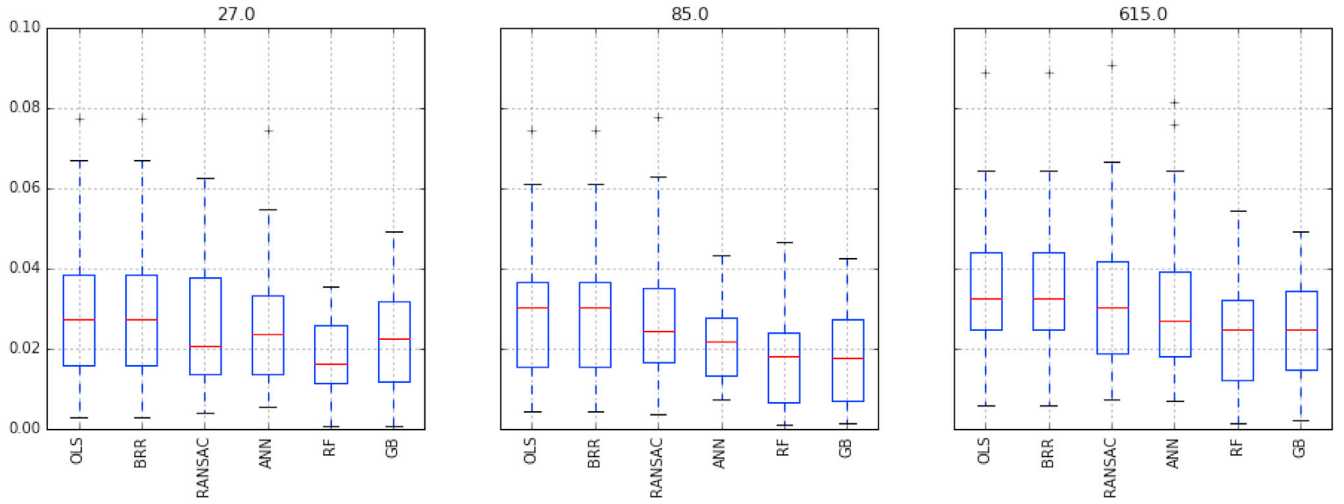 27.0
85.0
615.0
0.10
0.08
0.06
0.04
0.02
0.00
OLS
BRR
RANSAC
ANN
RF
GB
OLS
BRR
RANSAC
ANN
RF
GB
OLS
BRR
RANSAC
ANN
RF
GB